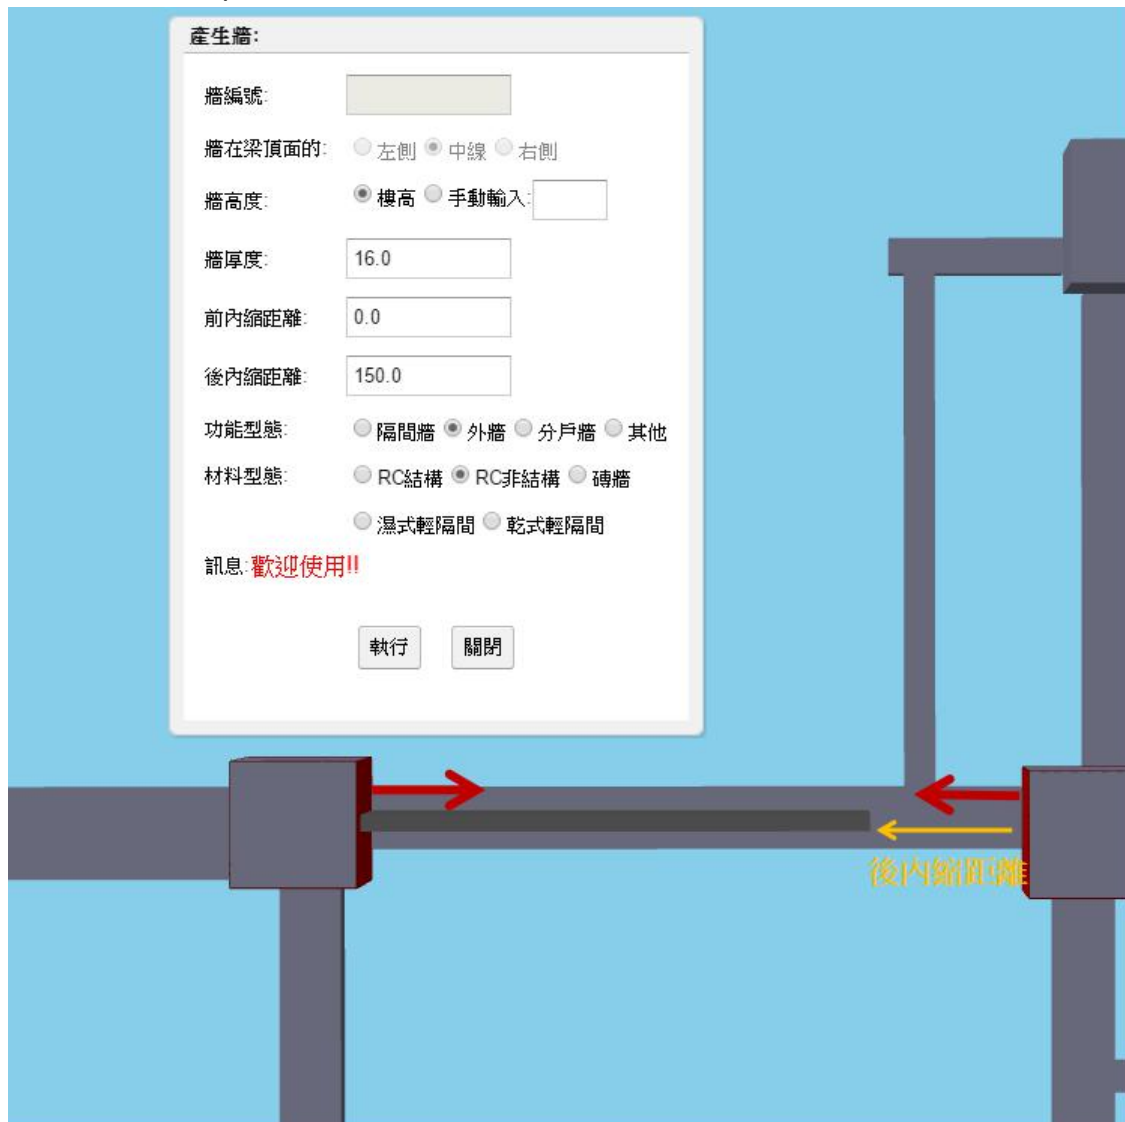 產生牆:
牆編號:
牆在梁頂面的: 左側 中線 右側
牆高度: 樓高 手動輸入:
牆厚度: 16.0
前內縮距離: 0.0
後內縮距離: 150.0
功能型態: 隔間牆 外牆 分戶牆 其他
材料型態: RC結構 RC非結構 磚牆
濕式輕隔間 乾式輕隔間
訊息:歡迎使用!!
執行 關閉
後內縮距離